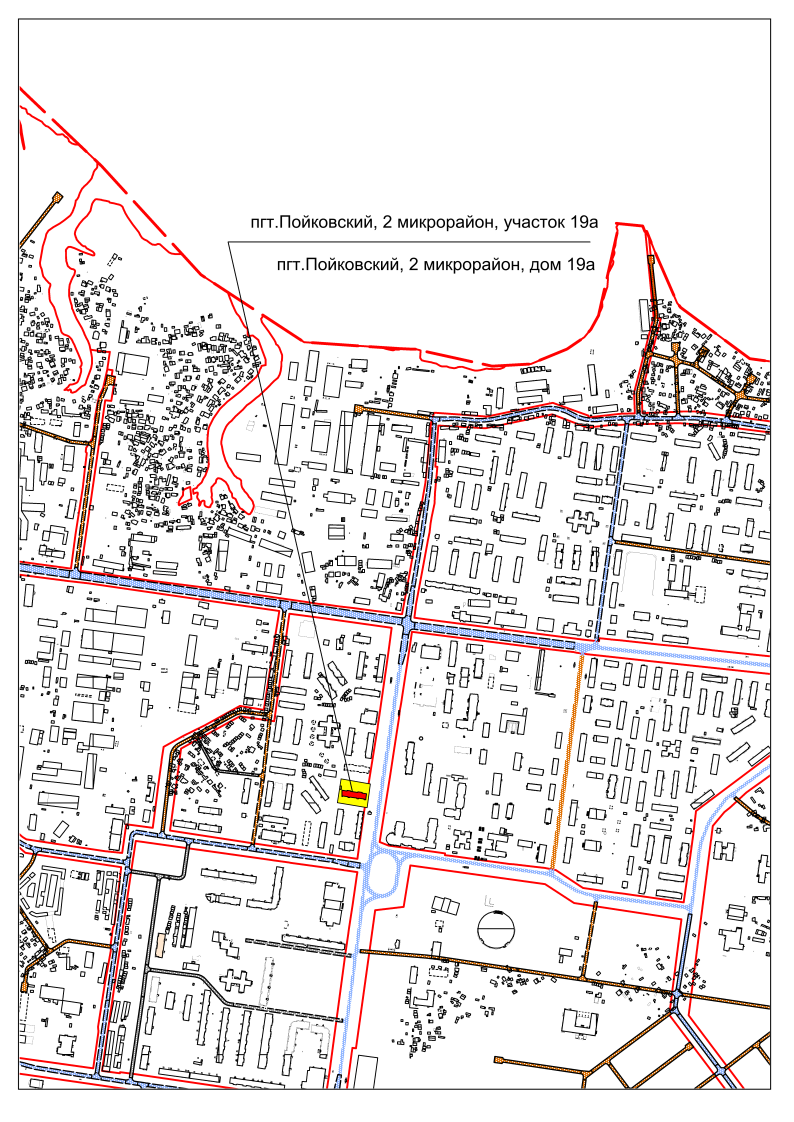 пгт.Пойковский, 2 микрорайон, участок 19а
пгт.Пойковский, 2 микрорайон, дом 19а